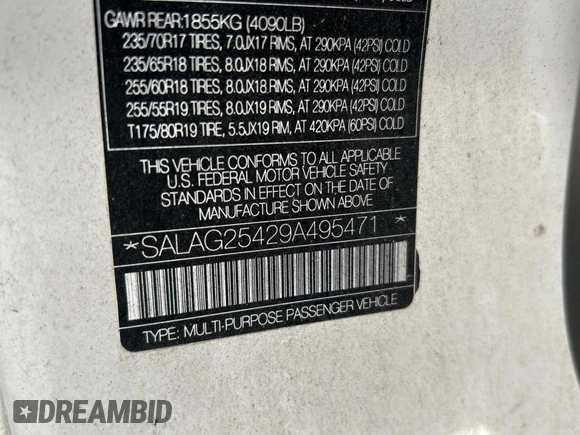 GAWR REAR:1855KG (4090LB)
235/70R17 TIRES, 7.0JX17 RIMS, AT 290KPA (42PSI) COLD
235/65R18 TIRES, 8.0JX18 RIMS, AT 290KPA (42PSI) COLD
255/60R18 TIRES, 8.0JX18 RIMS, AT 290KPA (42PSI) COLD
255/55R19 TIRES, 8.0JX19 RIMS, AT 290KPA (42PSI) COLD
T175/80R19 TIRE, 5.5JX19 RIM, AT 420KPA (60PSI) COLD
THIS VEHICLE CONFORMS TO ALL APPLICABLE
U.S. FEDERAL MOTOR VEHICLE SAFETY
STANDARDS IN EFFECT ON THE DATE OF
MANUFACTURE SHOWN ABOVE
*SALAG25429A495471*
TYPE: MULTI-PURPOSE PASSENGER VEHICLE
DREAMBID